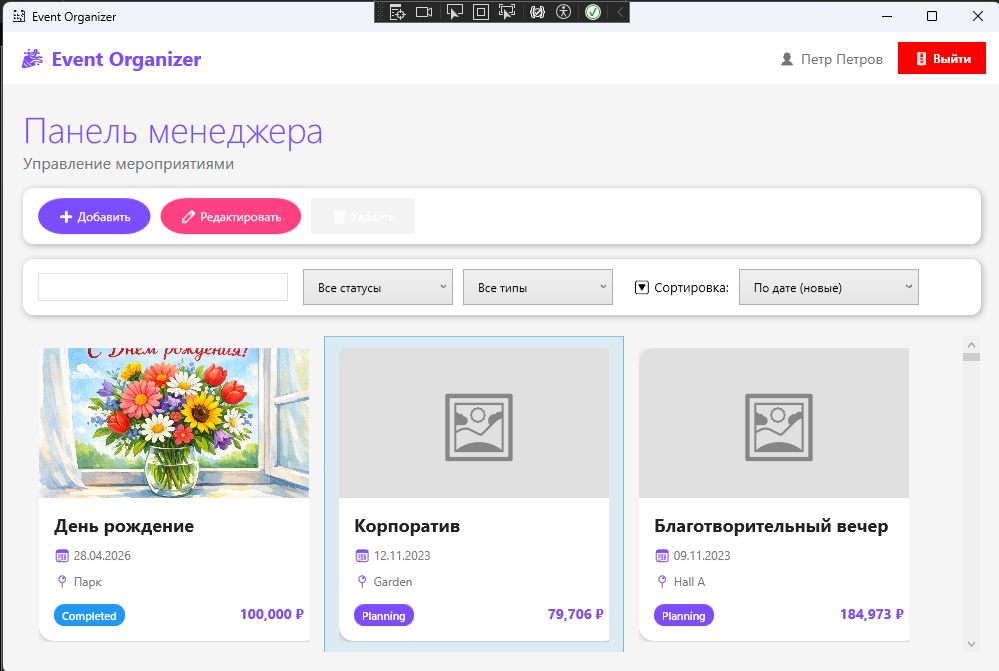 Event Organizer
Event Organizer
Петр Петров
Выйти
Панель менеджера
Управление мероприятиями
Добавить
Редактировать
Удалить
Все статусы
Все типы
Сортировка:
По дате (новые)
С Днем рождения!
День рождение
28.04.2026
Парк
Completed
100,000 ₽
Корпоратив
12.11.2023
Garden
Planning
79,706 ₽
Благотворительный вечер
09.11.2023
Hall A
Planning
184,973 ₽